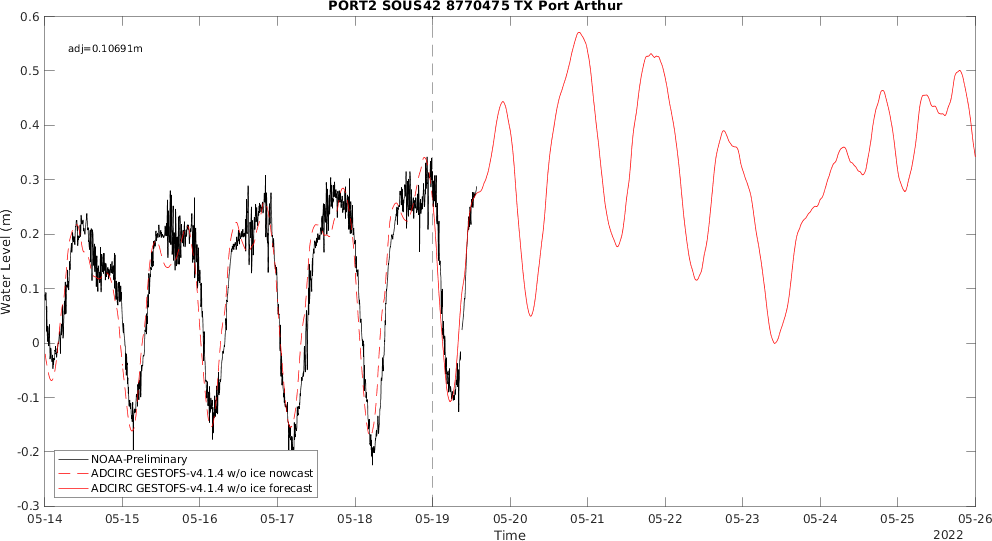 PORT2 SOUS42 8770475 TX Port Arthur
adj=0.10691m
0.6
0.5
0.4
0.3
0.2
0.1
0
-0.1
-0.2
-0.3
Water Level (m)
NOAA-Preliminary
ADCIRC GESTOFS-v4.1.4 w/o ice nowcast
ADCIRC GESTOFS-v4.1.4 w/o ice forecast
05-14 05-15 05-16 05-17 05-18 05-19 05-20 05-21 05-22 05-23 05-24 05-25 05-26
Time
2022